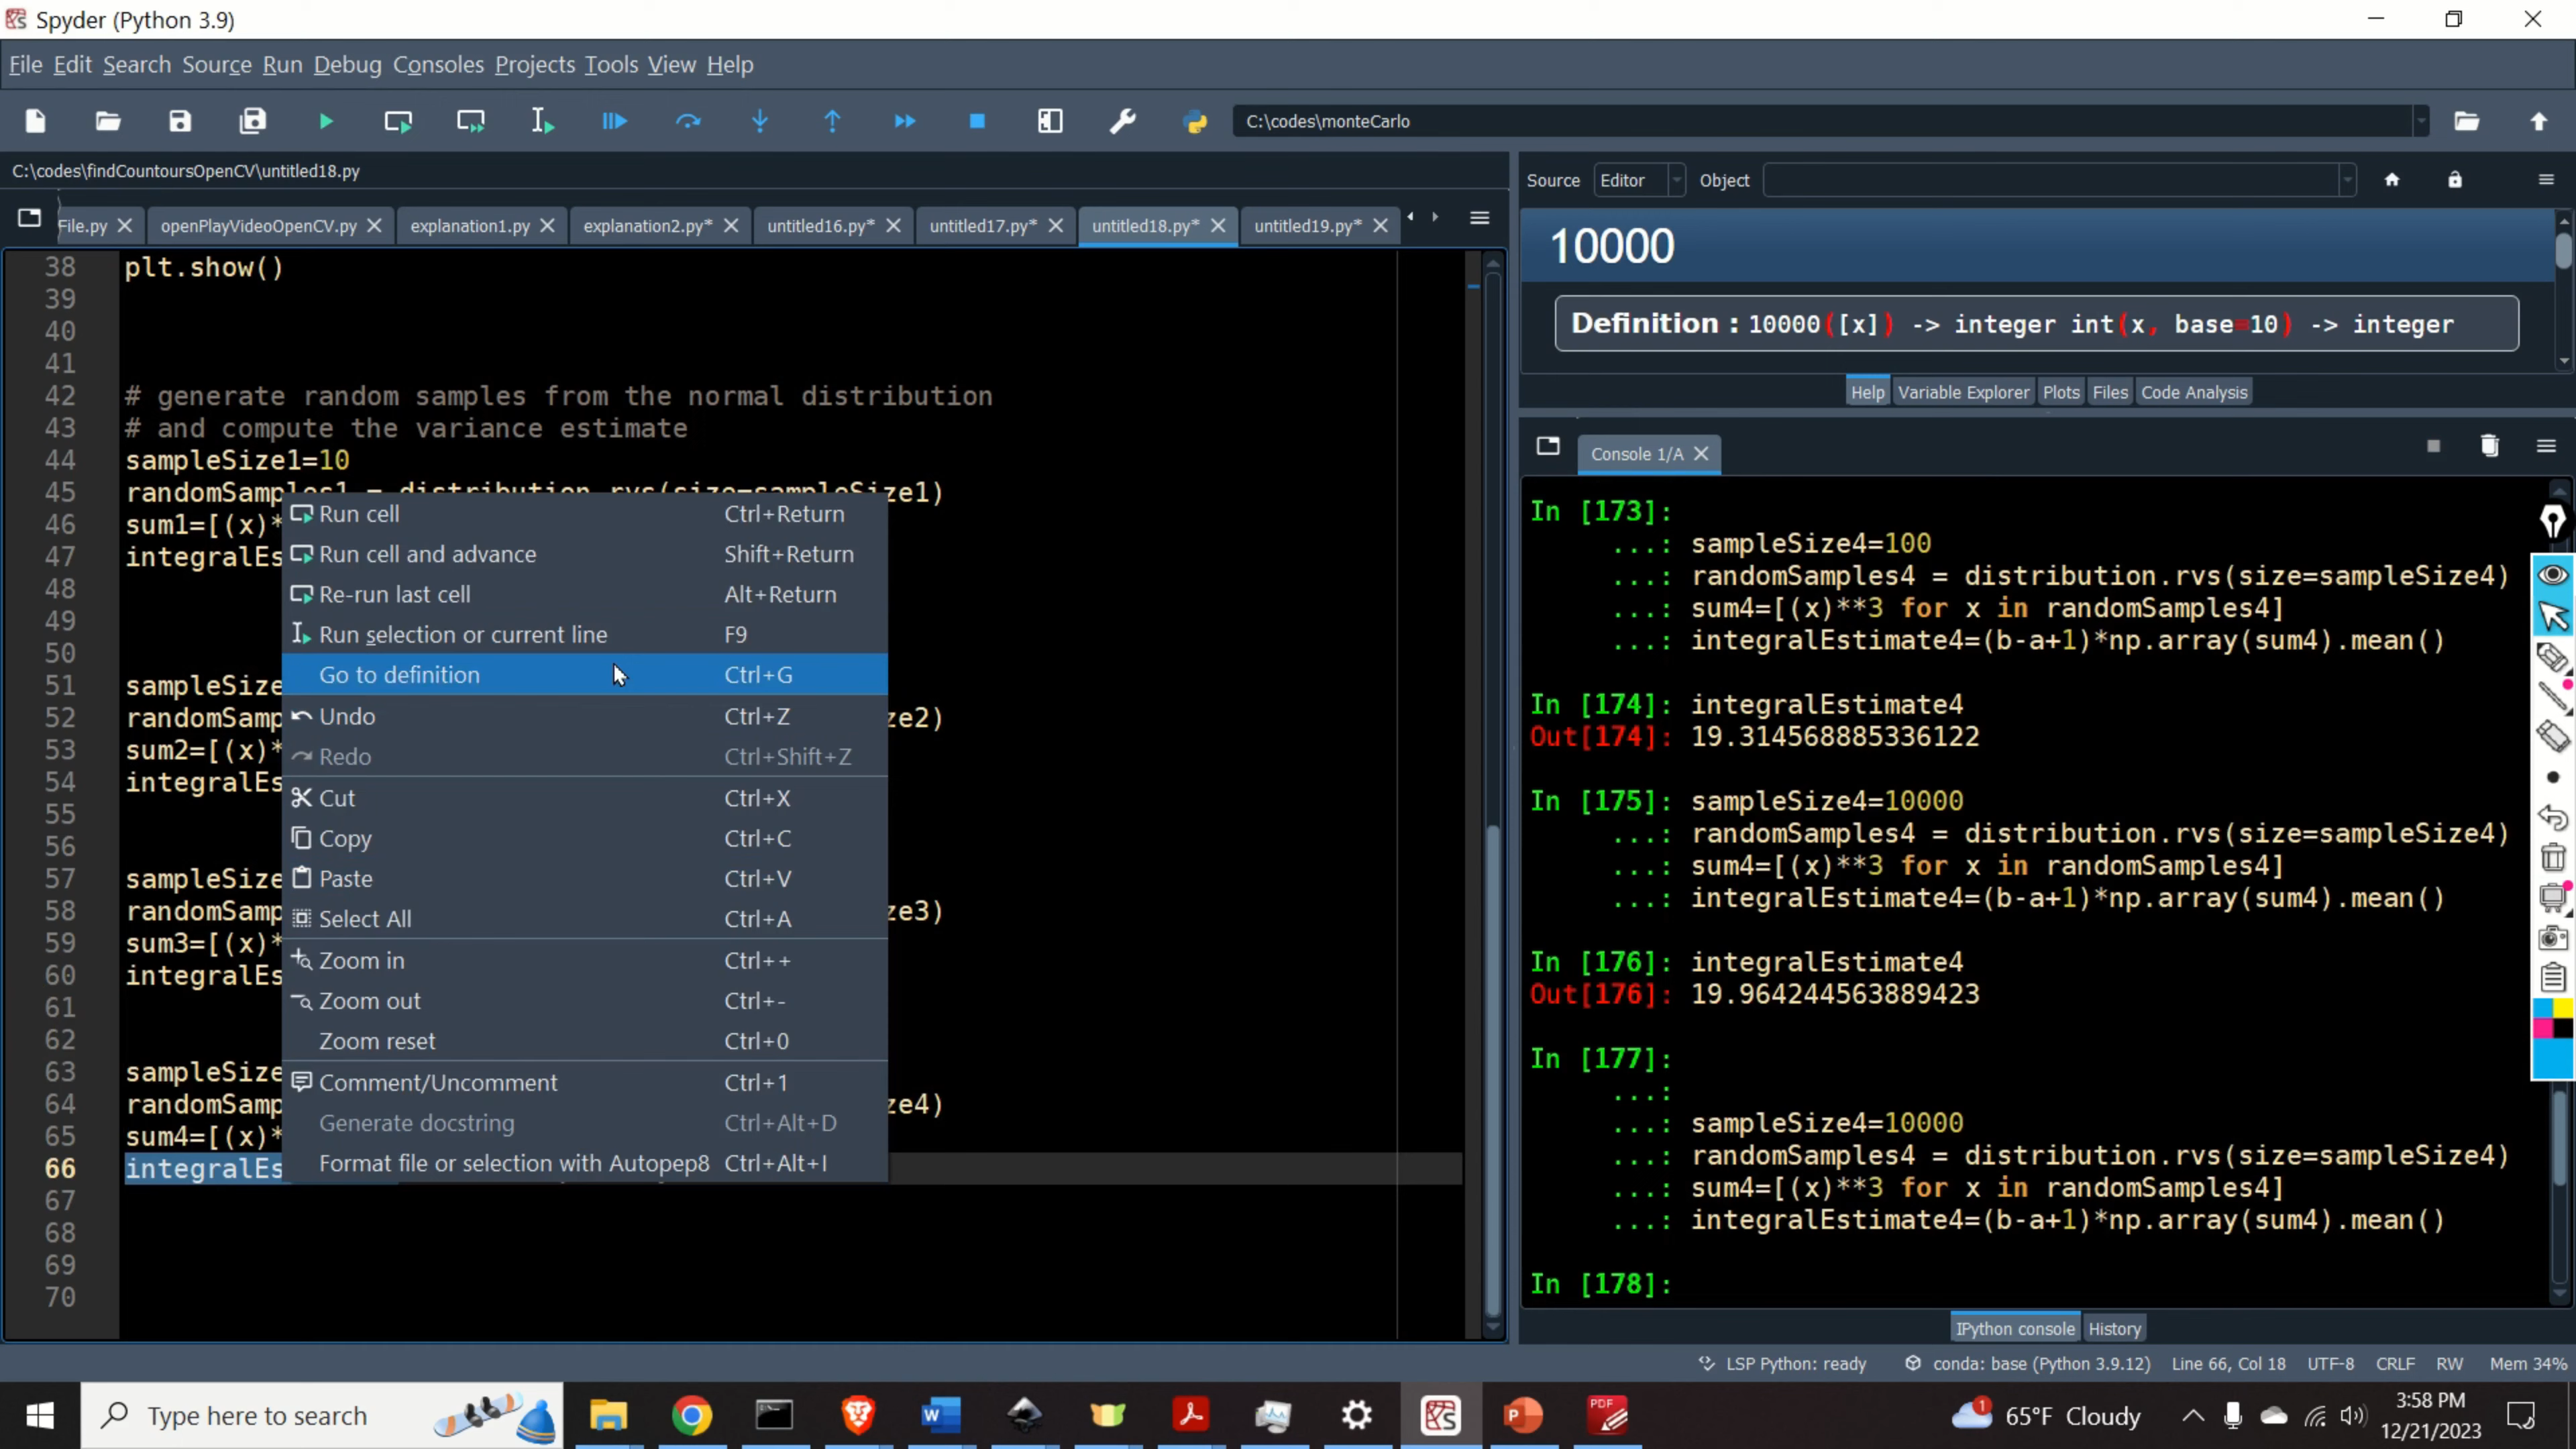 Spyder (Python 3.9)
File Edit Search Source Run Debug Consoles Projects Tools View Help
C:\codes\monteCarlo
C:\codes\findCountoursOpenCV\untitled18.py
File.py openPlayVideoOpenCV.py explanation1.py explanation2.py* untitled16.py* untitled17.py* untitled18.py* untitled19.py*
38 plt.show()
39
40
41
42 # generate random samples from the normal distribution
43 # and compute the variance estimate
44 sampleSize1=10
45 randomSamples1 = distribution.rvs(size=sampleSize1)
46 sum1=[(x)*
47 integralEs
48
49
50
51 sampleSize
52 randomSamp ze2)
53 sum2=[(x)*
54 integralEs
55
56
57 sampleSize
58 randomSamp ze3)
59 sum3=[(x)*
60 integralEs
61
62
63 sampleSize
64 randomSamp ze4)
65 sum4=[(x)*
66 integralEs
67
68
69
70
Run cell Ctrl+Return
Run cell and advance Shift+Return
Re-run last cell Alt+Return
Run selection or current line F9
Go to definition Ctrl+G
Undo Ctrl+Z
Redo Ctrl+Shift+Z
Cut Ctrl+X
Copy Ctrl+C
Paste Ctrl+V
Select All Ctrl+A
Zoom in Ctrl++
Zoom out Ctrl+-
Zoom reset Ctrl+0
Comment/Uncomment Ctrl+1
Generate docstring Ctrl+Alt+D
Format file or selection with Autopep8 Ctrl+Alt+I
Source Editor Object
10000
Definition : 10000([x]) -> integer int(x, base=10) -> integer
Help Variable Explorer Plots Files Code Analysis
Console 1/A
In [173]:
...: sampleSize4=100
...: randomSamples4 = distribution.rvs(size=sampleSize4)
...: sum4=[(x)**3 for x in randomSamples4]
...: integralEstimate4=(b-a+1)*np.array(sum4).mean()
In [174]: integralEstimate4
Out[174]: 19.314568885336122
In [175]: sampleSize4=10000
...: randomSamples4 = distribution.rvs(size=sampleSize4)
...: sum4=[(x)**3 for x in randomSamples4]
...: integralEstimate4=(b-a+1)*np.array(sum4).mean()
In [176]: integralEstimate4
Out[176]: 19.964244563889423
In [177]:
...:
...: sampleSize4=10000
...: randomSamples4 = distribution.rvs(size=sampleSize4)
...: sum4=[(x)**3 for x in randomSamples4]
...: integralEstimate4=(b-a+1)*np.array(sum4).mean()
In [178]:
IPython console History
LSP Python: ready conda: base (Python 3.9.12) Line 66, Col 18 UTF-8 CRLF RW Mem 34%
Type here to search
1 65°F Cloudy
3:58 PM
12/21/2023